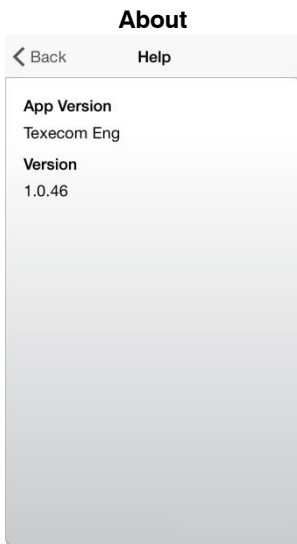 About
Back Help
App Version
Texecom Eng
Version
1.0.46